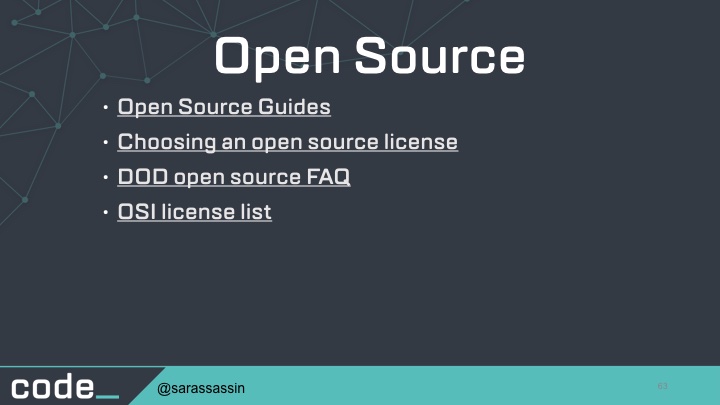 Open Source
• Open Source Guides
• Choosing an open source license
• DOD open source FAQ
• OSI license list
code_
@sarassassin
63